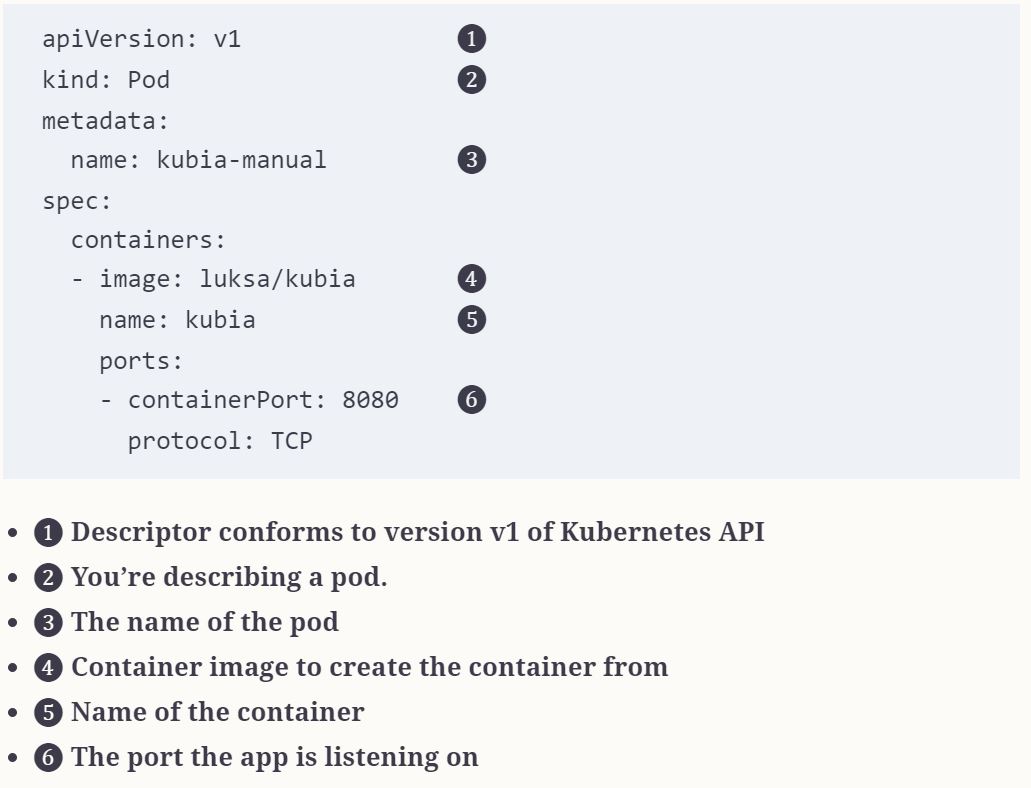 apiVersion: v1 ❶
kind: Pod ❷
metadata:
  name: kubia-manual ❸
spec:
  containers:
  - image: luksa/kubia ❹
    name: kubia ❺
    ports:
    - containerPort: 8080 ❻
      protocol: TCP
• ❶ Descriptor conforms to version v1 of Kubernetes API
• ❷ You’re describing a pod.
• ❸ The name of the pod
• ❹ Container image to create the container from
• ❺ Name of the container
• ❻ The port the app is listening on